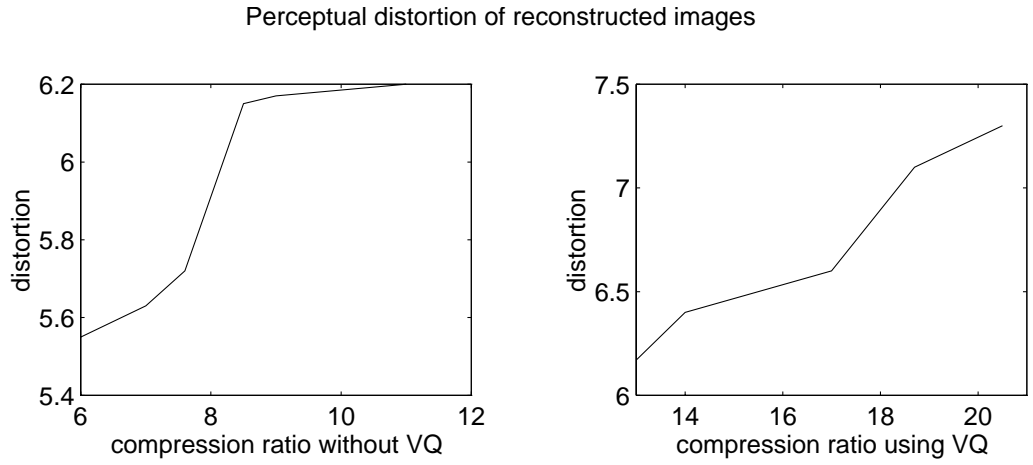 Perceptual distortion of reconstructed images
6.2
6
5.8
5.6
5.4
distortion
6 8 10 12
compression ratio without VQ
7.5
7
6.5
6
distortion
14 16 18 20
compression ratio using VQ